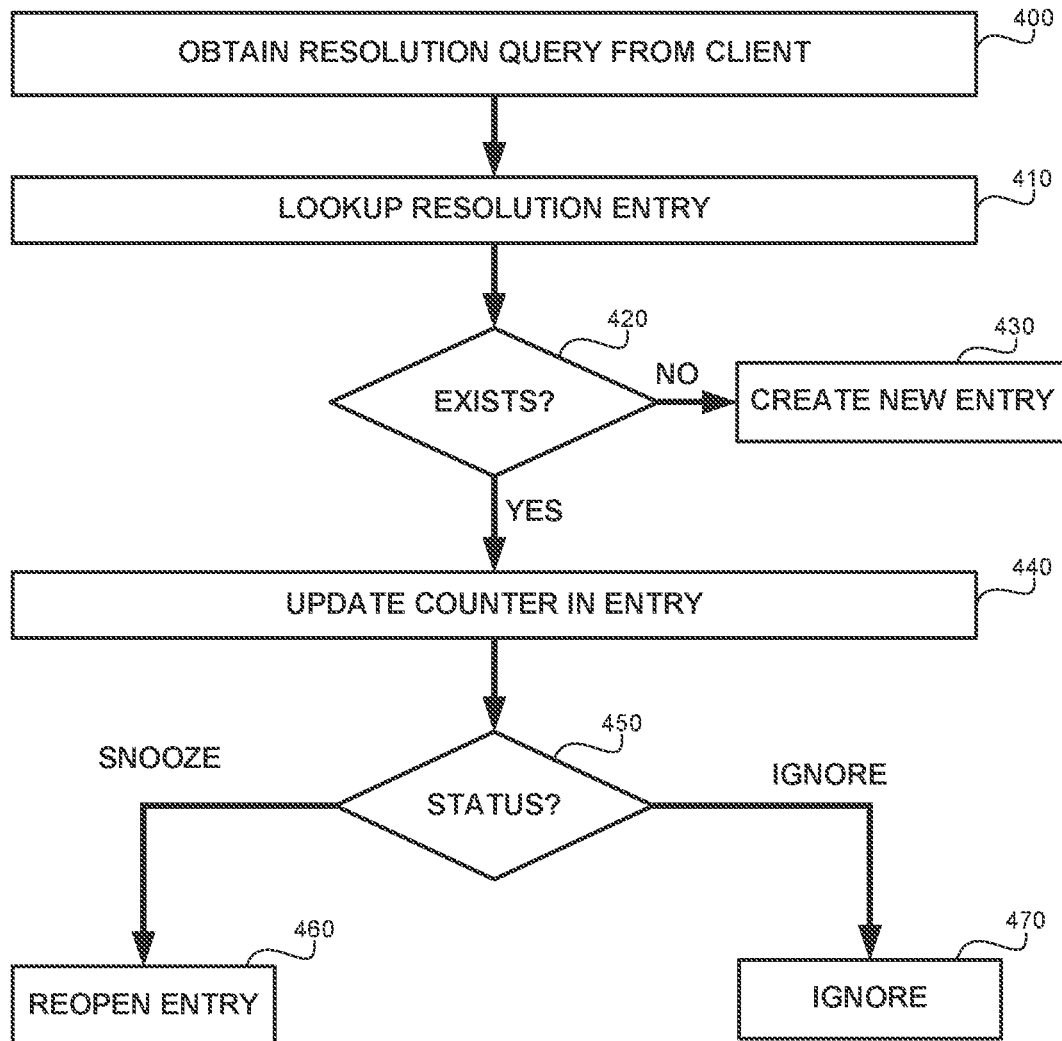 400
OBTAIN RESOLUTION QUERY FROM CLIENT
410
LOOKUP RESOLUTION ENTRY
420
EXISTS?
NO
430
CREATE NEW ENTRY
YES
440
UPDATE COUNTER IN ENTRY
450
STATUS?
SNOOZE
IGNORE
460
REOPEN ENTRY
470
IGNORE